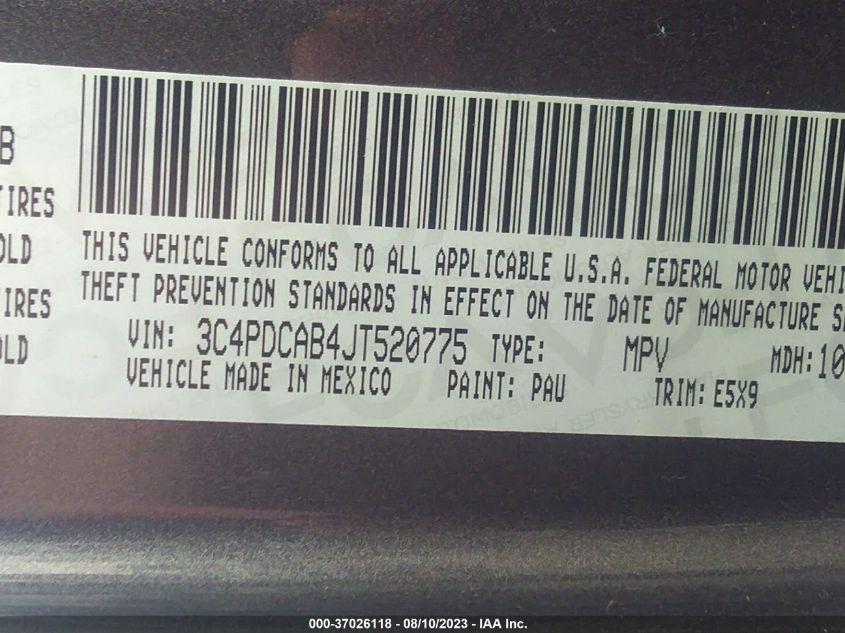 B
TIRES
OLD
TIRES
OLD
THIS VEHICLE CONFORMS TO ALL APPLICABLE U.S.A. FEDERAL MOTOR VEHI
THEFT PREVENTION STANDARDS IN EFFECT ON THE DATE OF MANUFACTURE S
VIN: 3C4PDCAB4JT520775 TYPE: MPV MDH: 10
VEHICLE MADE IN MEXICO PAINT: PAU TRIM: E5X9
000-37026118 - 08/10/2023 - IAA Inc.